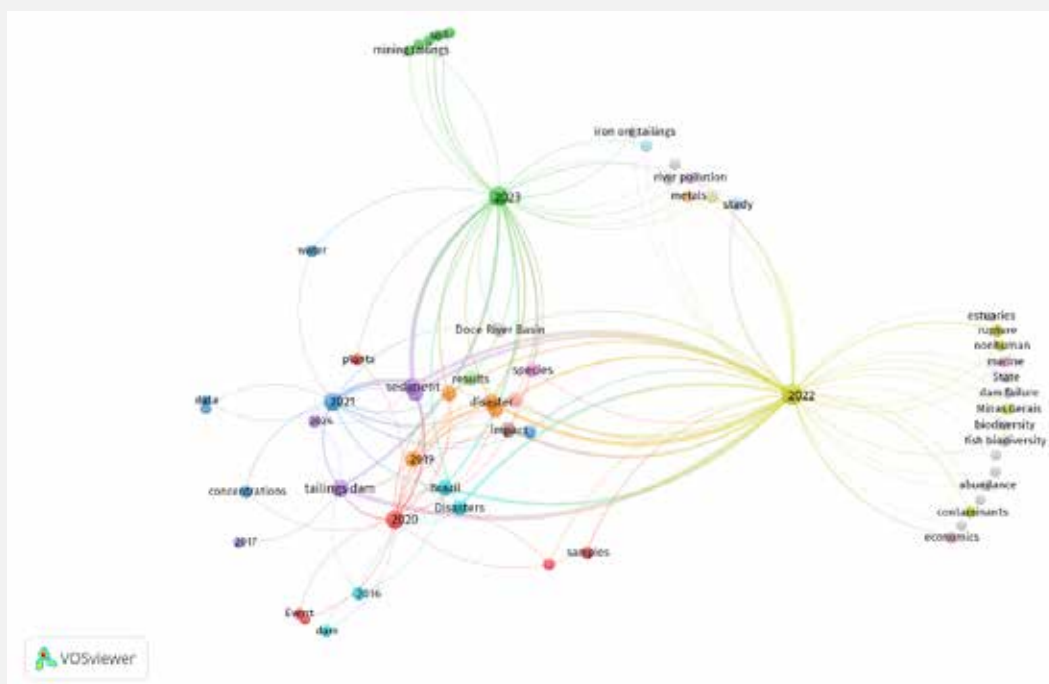 mining tailings
iron ore tailings
river pollution
metals
study
2023
water
Doce River Basin
estuaries
rupture
nonhuman
marine
State
dam failure
Minas Gerais
biodiversity
fish biodiversity
abundance
contaminants
economics
plants
sediment
results
species
2022
data
2021
disaster
2024
impact
2019
concentrations
tailings dam
Brazil
Disasters
2020
2017
samples
2016
Event
dam
VOSviewer